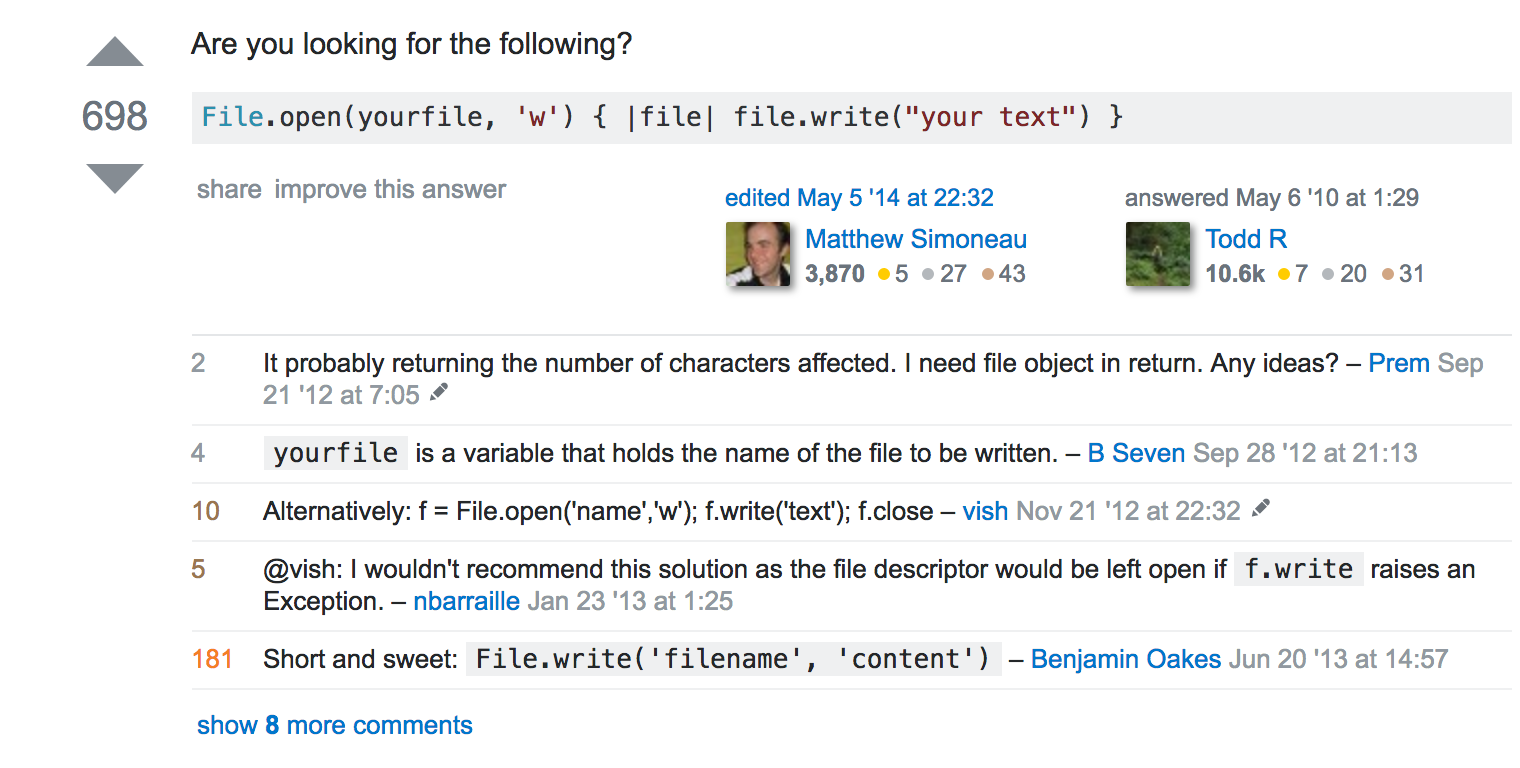 Are you looking for the following?
698
File.open(yourfile, 'w') { |file| file.write("your text") }
share improve this answer
edited May 5 '14 at 22:32
Matthew Simoneau
3,870 5 27 43
answered May 6 '10 at 1:29
Todd R
10.6k 7 20 31
2 It probably returning the number of characters affected. I need file object in return. Any ideas? – Prem Sep
21 '12 at 7:05
4 yourfile is a variable that holds the name of the file to be written. – B Seven Sep 28 '12 at 21:13
10 Alternatively: f = File.open('name','w'); f.write('text'); f.close – vish Nov 21 '12 at 22:32
5 @vish: I wouldn't recommend this solution as the file descriptor would be left open if f.write raises an
Exception. – nbarraille Jan 23 '13 at 1:25
181 Short and sweet: File.write('filename', 'content') – Benjamin Oakes Jun 20 '13 at 14:57
show 8 more comments